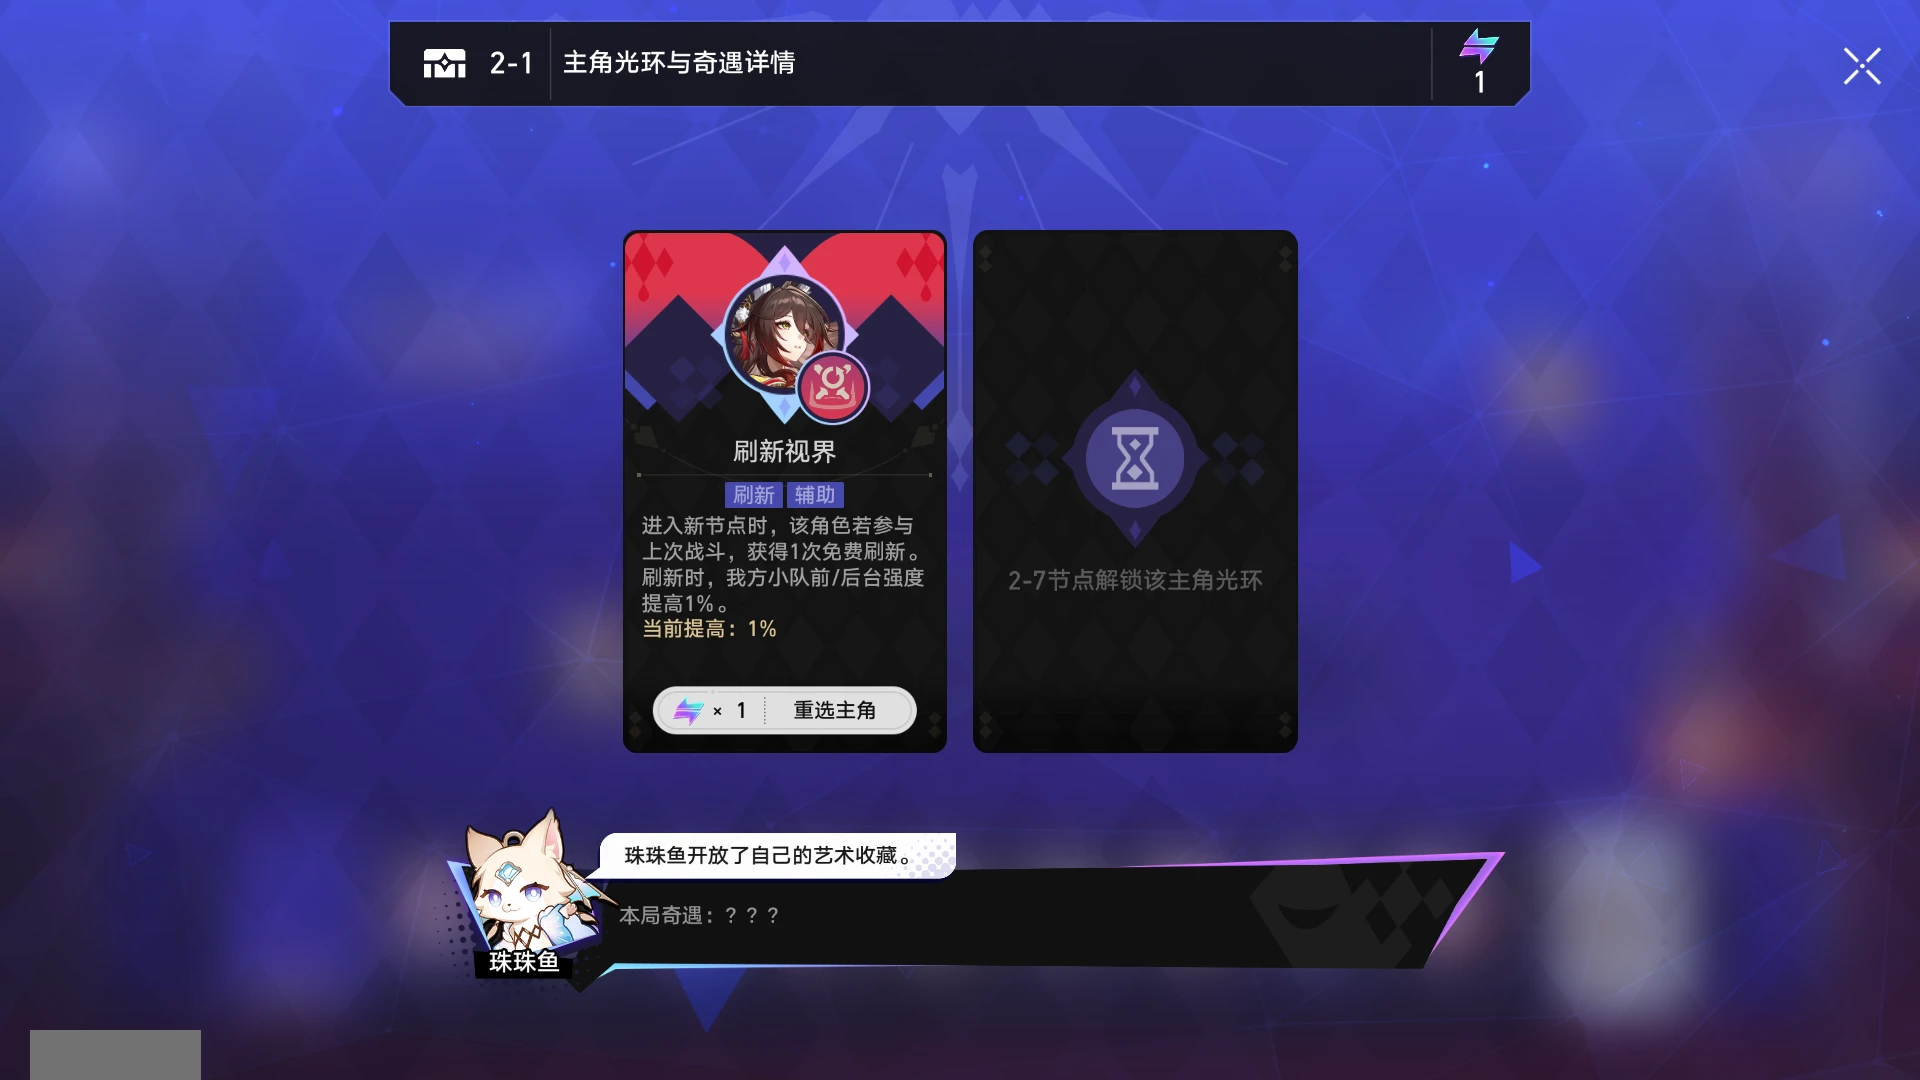 2-1 主角光环与奇遇详情
1
刷新视界
刷新 辅助
进入新节点时，该角色若参与
上次战斗，获得1次免费刷新。
刷新时，我方小队前/后台强度
提高1%。
当前提高：1%
× 1 重选主角
2-7节点解锁该主角光环
珠珠鱼开放了自己的艺术收藏。
本局奇遇：？？？
珠珠鱼